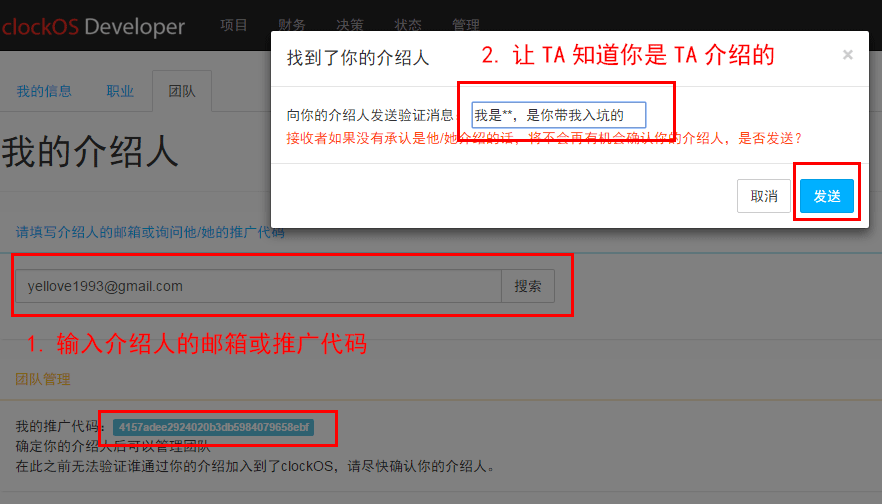 clockOS Developer 项目 财务 决策 状态 管理
找到了你的介绍人 2. 让 TA 知道你是 TA 介绍的 ×
我的信息 职业 团队
向你的介绍人发送验证消息: 我是**，是你带我入坑的
接收者如果没有承认是他/她介绍的话，将不会再有机会确认你的介绍人，是否发送？
我的介绍人
取消 发送
请填写介绍人的邮箱或询问他/她的推广代码
yellove1993@gmail.com 搜索
1. 输入介绍人的邮箱或推广代码
团队管理
我的推广代码： 4157adee2924020b3db5984079658ebf
确定你的介绍人后可以管理团队
在此之前无法验证谁通过你的介绍加入到了clockOS，请尽快确认你的介绍人。